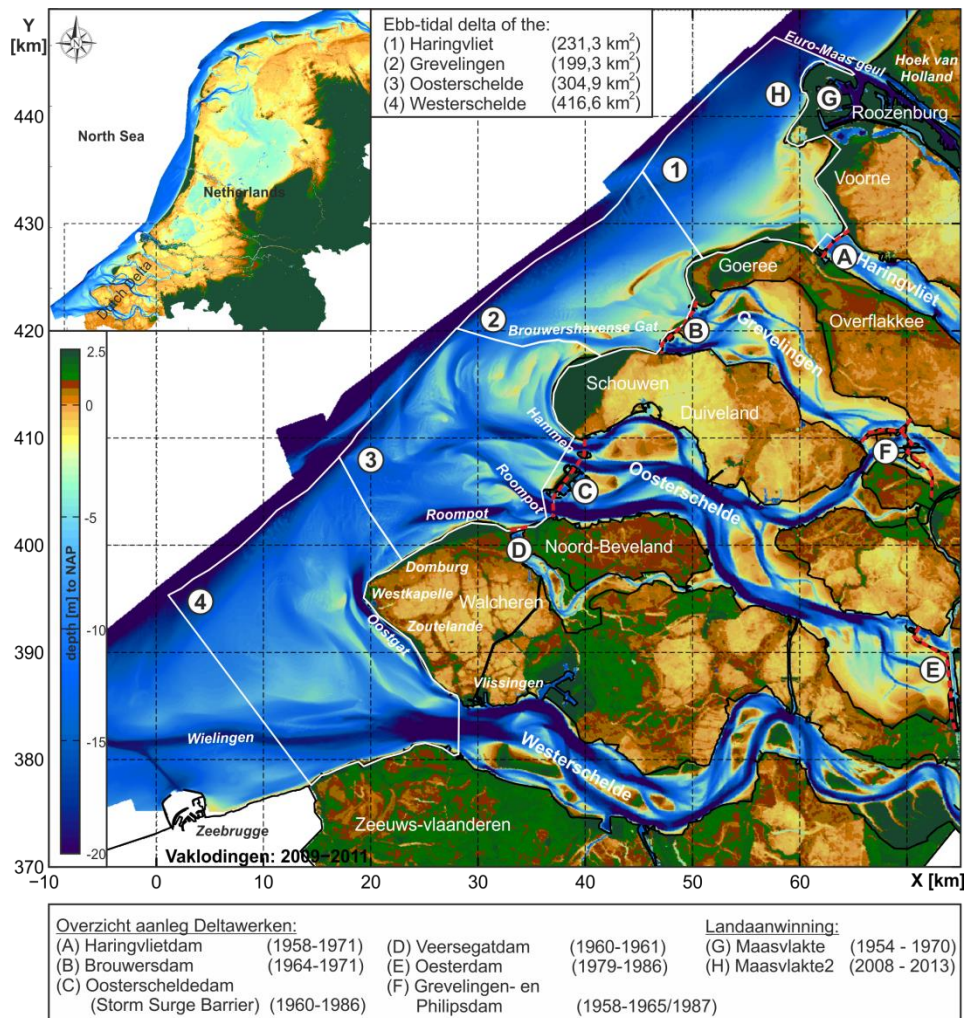 Y
[km]
Ebb-tidal delta of the:
(1) Haringvliet (231,3 km²)
(2) Grevelingen (199,3 km²)
(3) Oosterschelde (304,9 km²)
(4) Westerschelde (416,6 km²)
Euro-Maas geul
Hoek van
Holland
H
G
Roozenburg
440
North Sea
Netherlands
Dutch Delta
1
Voorne
430
A
Haringvliet
Goeree
2
Brouwershavense Gat
B
Grevelingen
Overflakkee
420
2.5
0
-5
-10
-15
-20
depth [m] to NAP
Schouwen
Duiveland
Hammen
410
3
Roompot
C
Oosterschelde
F
Roompot
400
D
Noord-Beveland
Domburg
4
Westkapelle
Walcheren
Zoutelande
Oostgat
390
Vlissingen
E
Wielingen
380
Westerschelde
Zeebrugge
Zeeuws-vlaanderen
Vaklodingen: 2009-2011
370
-10 0 10 20 30 40 50 60 X [km]
Overzicht aanleg Deltawerken:
(A) Haringvlietdam (1958-1971)
(B) Brouwersdam (1964-1971)
(C) Oosterscheldedam
(Storm Surge Barrier) (1960-1986)
(D) Veersegatdam (1960-1961)
(E) Oesterdam (1979-1986)
(F) Grevelingen- en
Philipsdam (1958-1965/1987)
Landaanwinning:
(G) Maasvlakte (1954 - 1970)
(H) Maasvlakte2 (2008 - 2013)